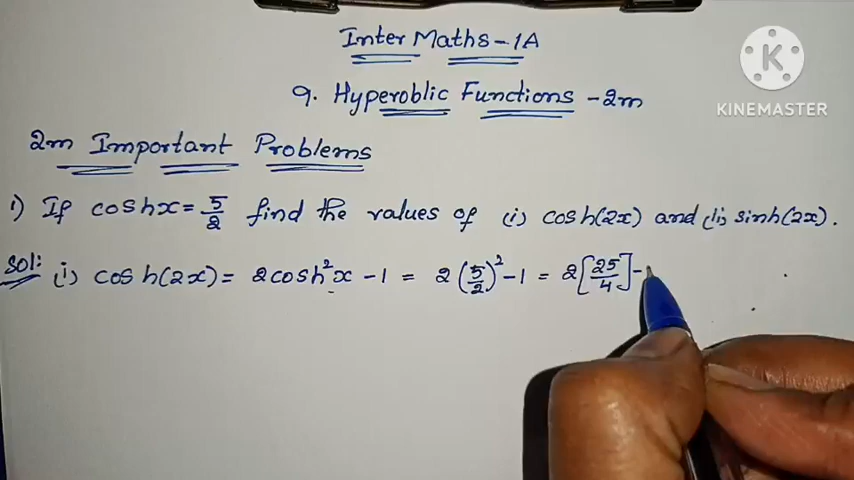 Inter Maths-1A
K
KINEMASTER
9. Hyperoblic Functions - 2m
2m Important Problems
1) If coshx = 5/2 find the values of (i) cosh(2x) and (ii) sinh(2x).
Sol: (i) cosh(2x) = 2cosh²x - 1 = 2(5/2)² - 1 = 2[25/4] -